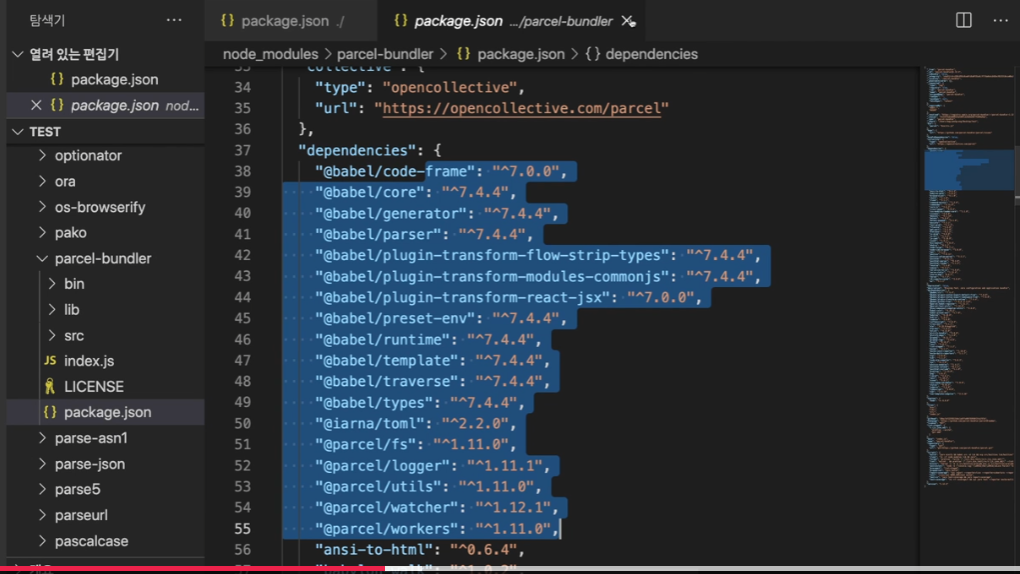 탐색기 ···
열려 있는 편집기
{} package.json
× {} package.json nod...
TEST
optionator
ora
os-browserify
pako
parcel-bundler
bin
lib
src
JS index.js
LICENSE
{} package.json
parse-asn1
parse-json
parse5
parseurl
pascalcase
{} package.json ./
{} package.json .../parcel-bundler
node_modules > parcel-bundler > {} package.json > {} dependencies
34 "type": "opencollective",
35 "url": "https://opencollective.com/parcel"
36 },
37 "dependencies": {
38 "@babel/code-frame": "^7.0.0",
39 "@babel/core": "^7.4.4",
40 "@babel/generator": "^7.4.4",
41 "@babel/parser": "^7.4.4",
42 "@babel/plugin-transform-flow-strip-types": "^7.4.4",
43 "@babel/plugin-transform-modules-commonjs": "^7.4.4",
44 "@babel/plugin-transform-react-jsx": "^7.0.0",
45 "@babel/preset-env": "^7.4.4",
46 "@babel/runtime": "^7.4.4",
47 "@babel/template": "^7.4.4",
48 "@babel/traverse": "^7.4.4",
49 "@babel/types": "^7.4.4",
50 "@iarna/toml": "^2.2.0",
51 "@parcel/fs": "^1.11.0",
52 "@parcel/logger": "^1.11.1",
53 "@parcel/utils": "^1.11.0",
54 "@parcel/watcher": "^1.12.1",
55 "@parcel/workers": "^1.11.0",
56 "ansi-to-html": "^0.6.4",